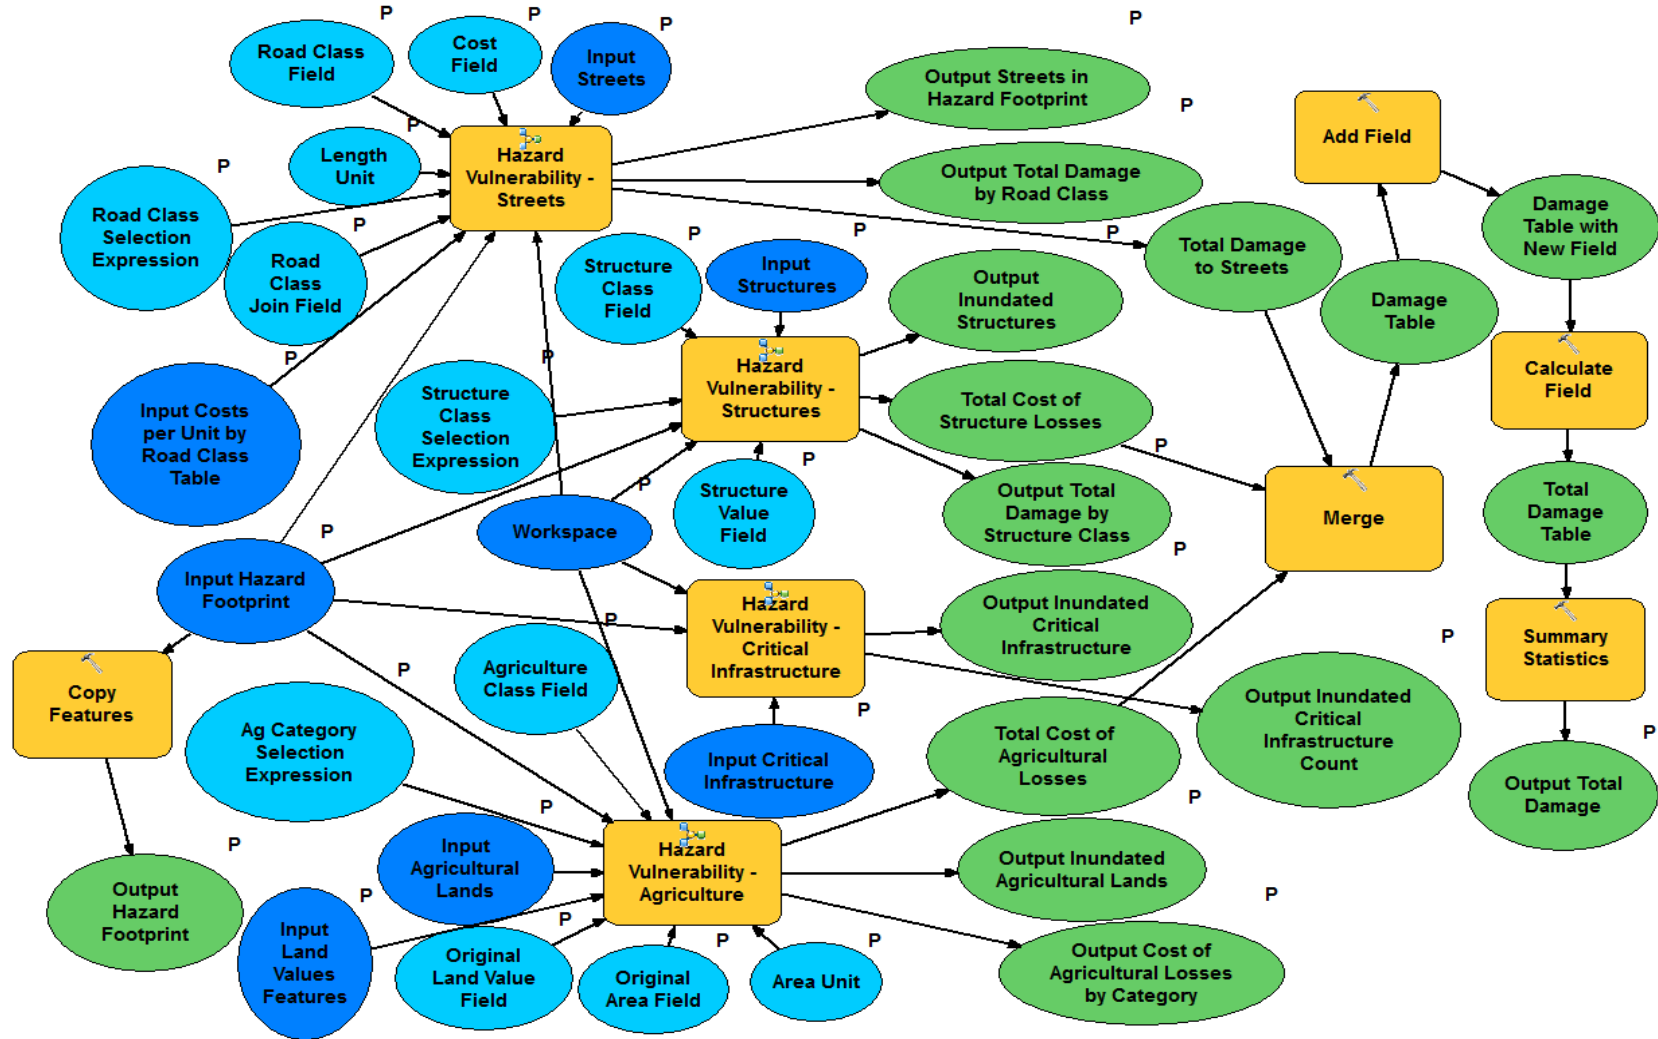 P
P
P
P
Road Class
Field
Cost
Field
Input
Streets
Output Streets in
Hazard Footprint
P
Add Field
P
Length
Unit
Hazard
Vulnerability -
Streets
Output Total Damage
by Road Class
P
Road Class
Selection
Expression
P
Road
Class
Join Field
P
Structure
Class
Field
P
Input
Structures
P
Total Damage
to Streets
Damage
Table with
New Field
Output
Inundated
Structures
Damage
Table
P
P
Input Costs
per Unit by
Road Class
Table
Structure
Class
Selection
Expression
Hazard
Vulnerability -
Structures
Total Cost of
Structure Losses
Calculate
Field
P
P
P
Structure
Value
Field
Output Total
Damage by
Structure Class
Merge
Total
Damage
Table
P
Workspace
P
Input Hazard
Footprint
Hazard
Vulnerability -
Critical
Infrastructure
Output Inundated
Critical
Infrastructure
P
P
Summary
Statistics
Copy
Features
P
Agriculture
Class Field
P
Output Inundated
Critical
Infrastructure
Count
P
Ag Category
Selection
Expression
Input Critical
Infrastructure
Total Cost of
Agricultural
Losses
Output Total
Damage
P
P
P
Input
Agricultural
Lands
Hazard
Vulnerability -
Agriculture
Output Inundated
Agricultural Lands
Output
Hazard
Footprint
P
P
P
P
P
Input
Land
Values
Features
Original
Land Value
Field
Original
Area Field
Area Unit
Output Cost of
Agricultural Losses
by Category